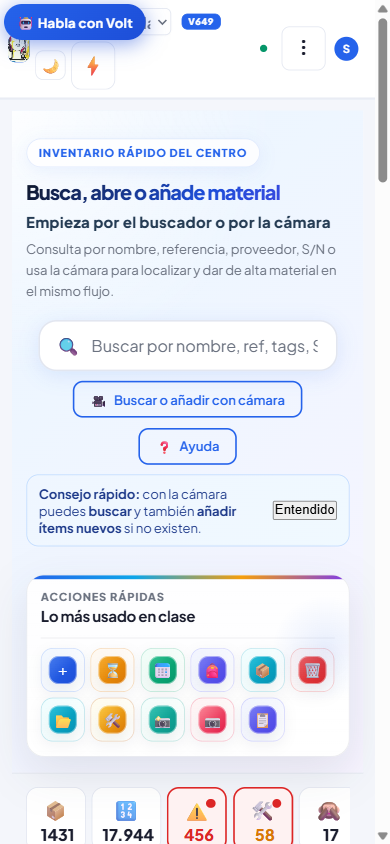 Habla con Volt
V649
S
INVENTARIO RÁPIDO DEL CENTRO
Busca, abre o añade material
Empieza por el buscador o por la cámara
Consulta por nombre, referencia, proveedor, S/N o
usa la cámara para localizar y dar de alta material en
el mismo flujo.
Buscar por nombre, ref, tags, S
Buscar o añadir con cámara
Ayuda
Consejo rápido: con la cámara
puedes buscar y también añadir
ítems nuevos si no existen.
Entendido
ACCIONES RÁPIDAS
Lo más usado en clase
1431
17.944
456
58
17